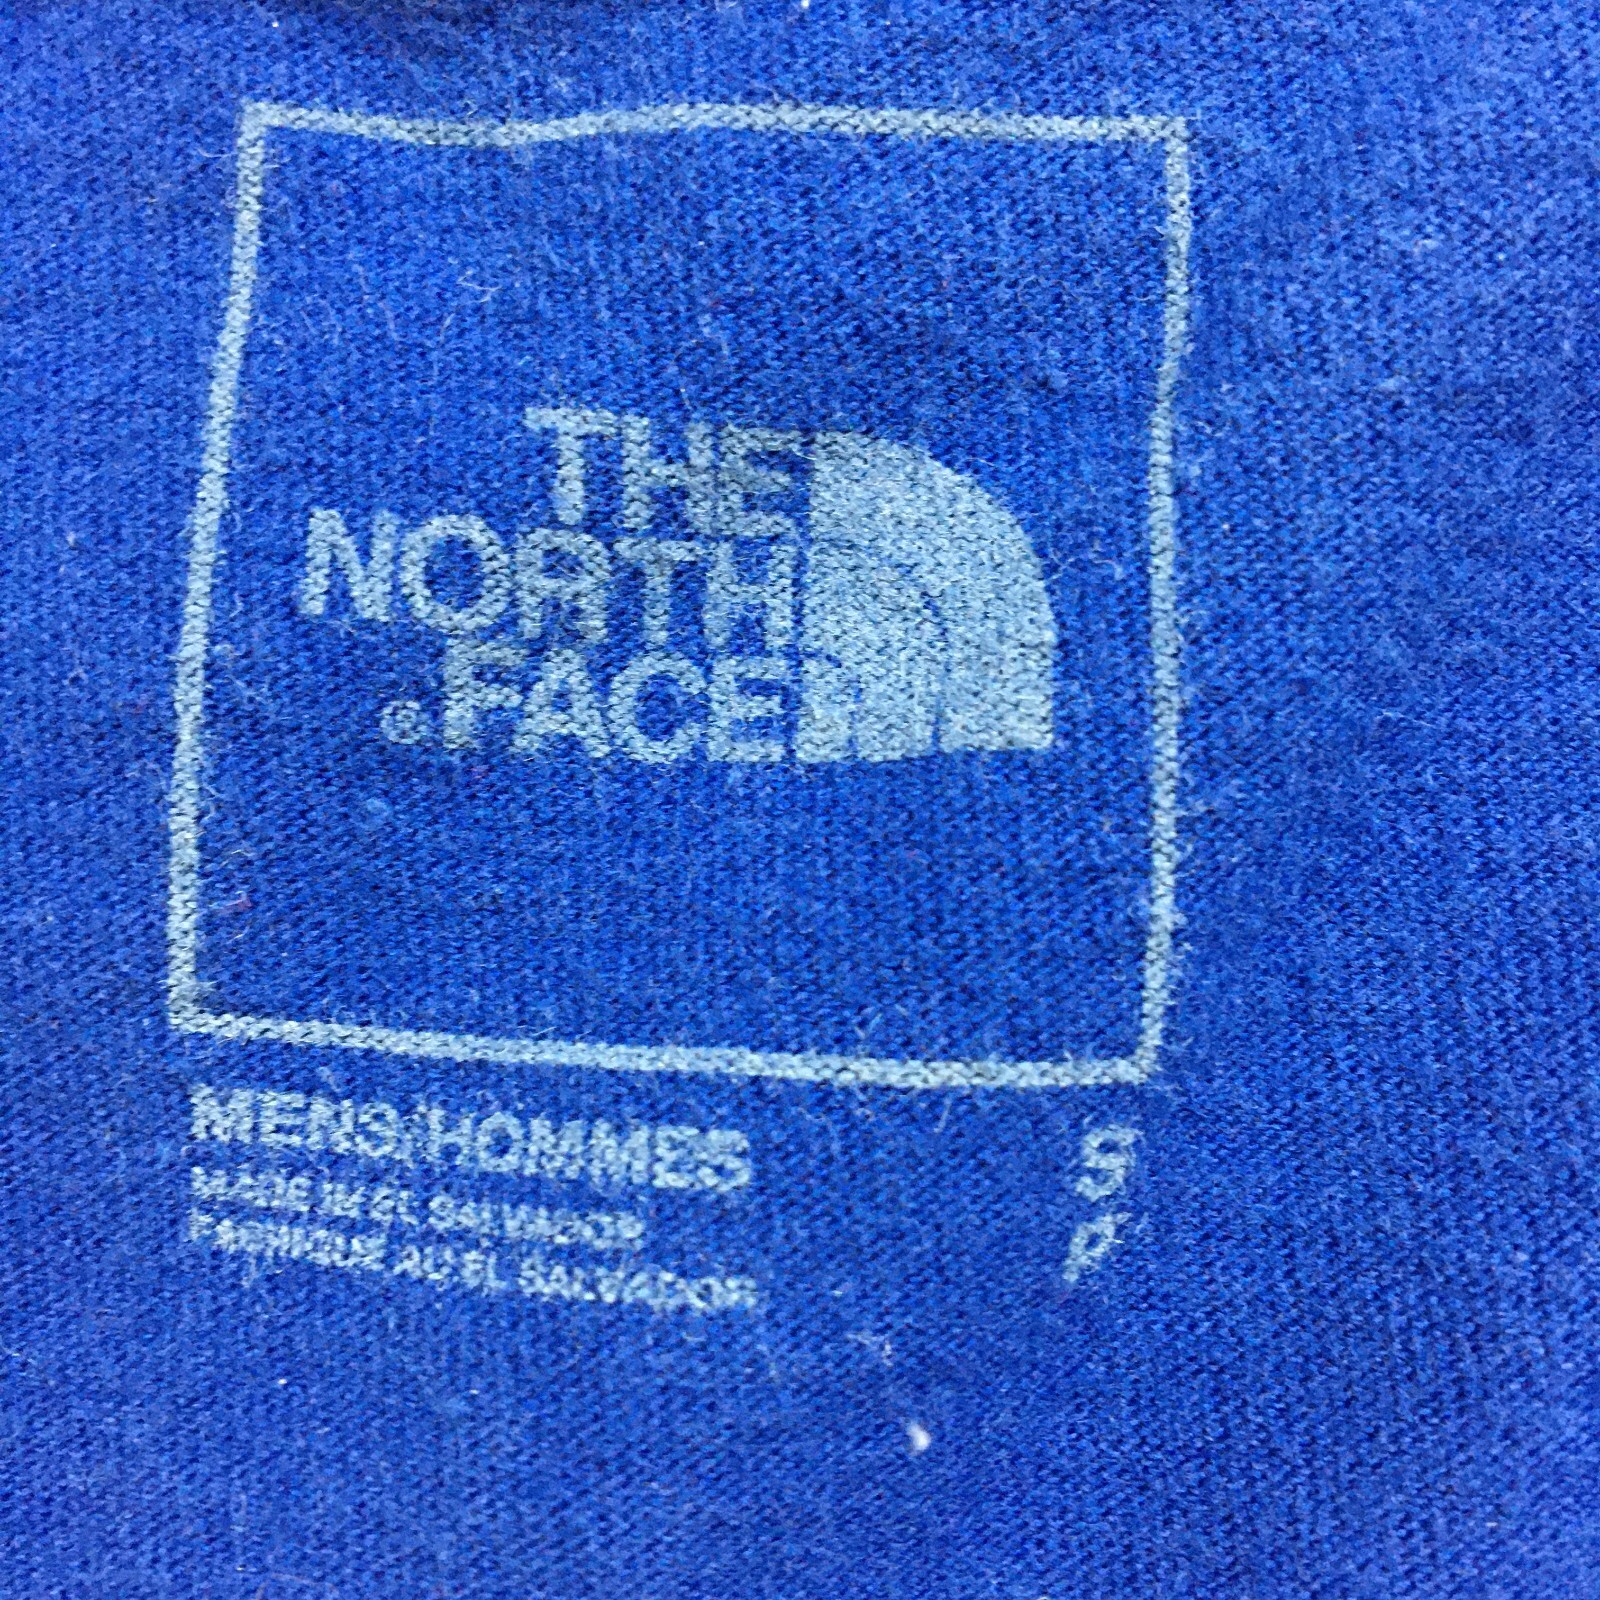 THE
NORTH
FACE
®
MENS/HOMMES S
MADE IN EL SALVADOR P
FABRIQUÉ AU EL SALVADOR